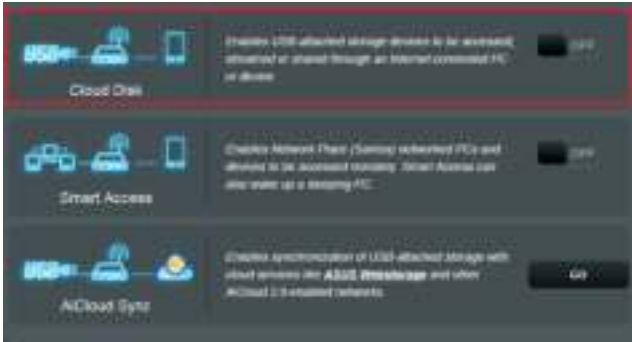 USB
Cloud Disk
Enables USB-attached storage devices to be accessed,
streamed or shared through an Internet-connected PC
or device.
OFF
Smart Access
Enables Network Place (Samba) networked PCs and
devices to be accessed remotely. Smart Access can
also wake up a sleeping PC.
OFF
USB
AiCloud Sync
Enables synchronization of USB-attached storage with
cloud services like ASUS Webstorage and other
AiCloud 2.0-enabled networks.
GO